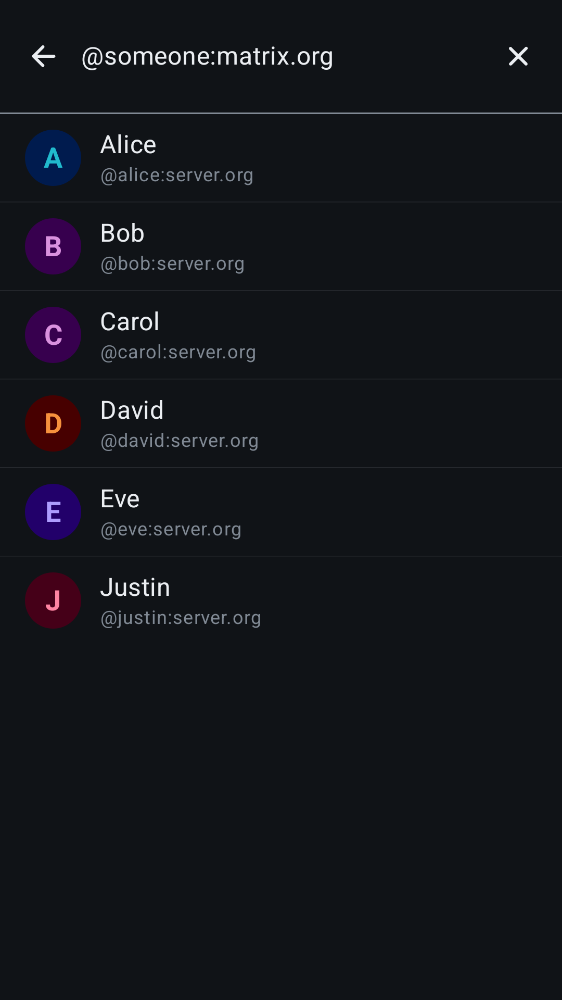 @someone:matrix.org
A
Alice
@alice:server.org
B
Bob
@bob:server.org
C
Carol
@carol:server.org
D
David
@david:server.org
E
Eve
@eve:server.org
J
Justin
@justin:server.org